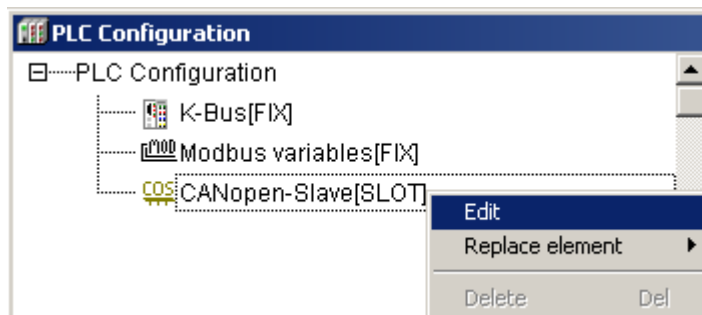 PLC Configuration
PLC Configuration
K-Bus[FIX]
MOD Modbus variables[FIX]
COS CANopen-Slave[SLOT]
Edit
Replace element
Delete Del